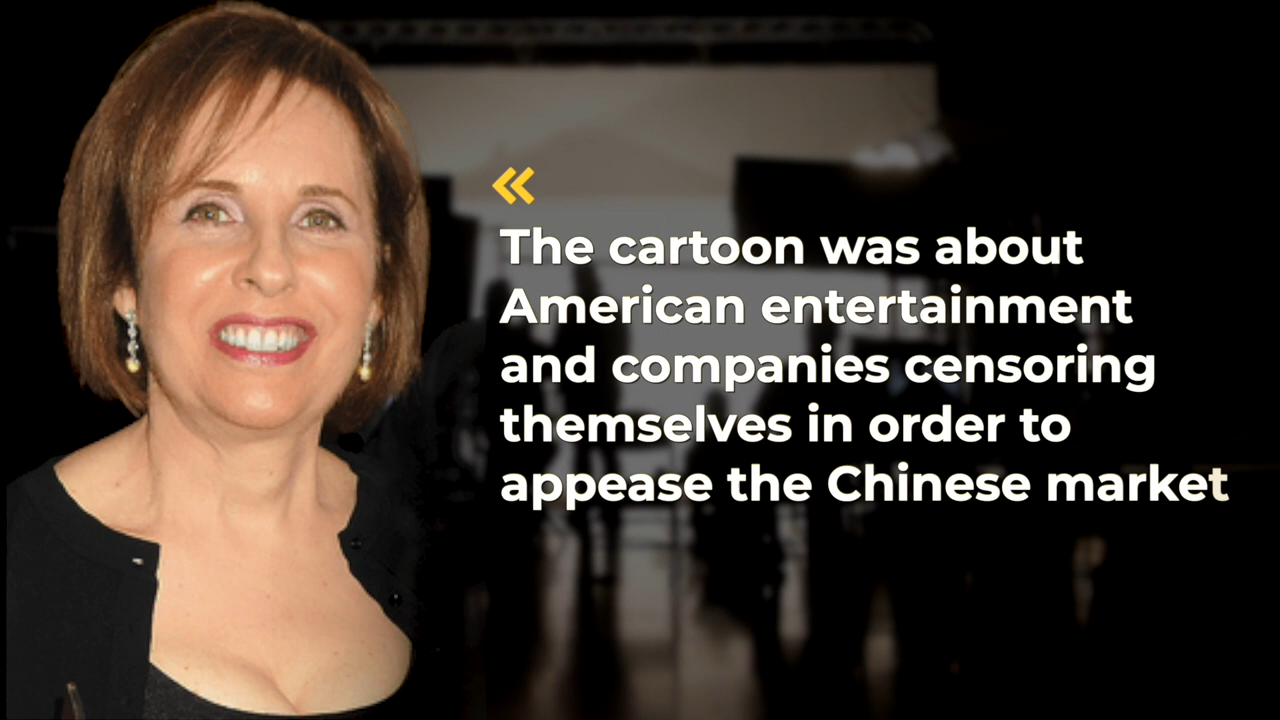 «
The cartoon was about
American entertainment
and companies censoring
themselves in order to
appease the Chinese market